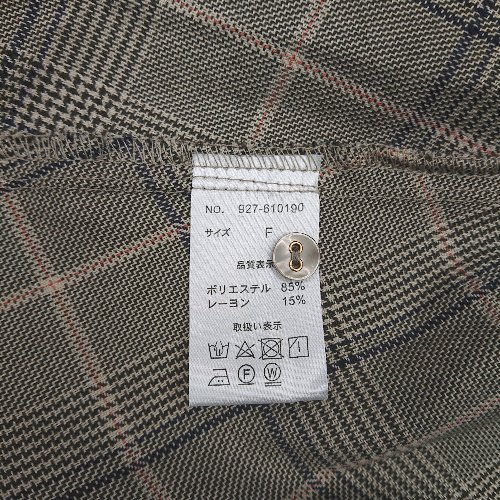 NO. 927-610190
サイズ F
品質表示
ポリエステル 85%
レーヨン 15%
取扱い表示
F W